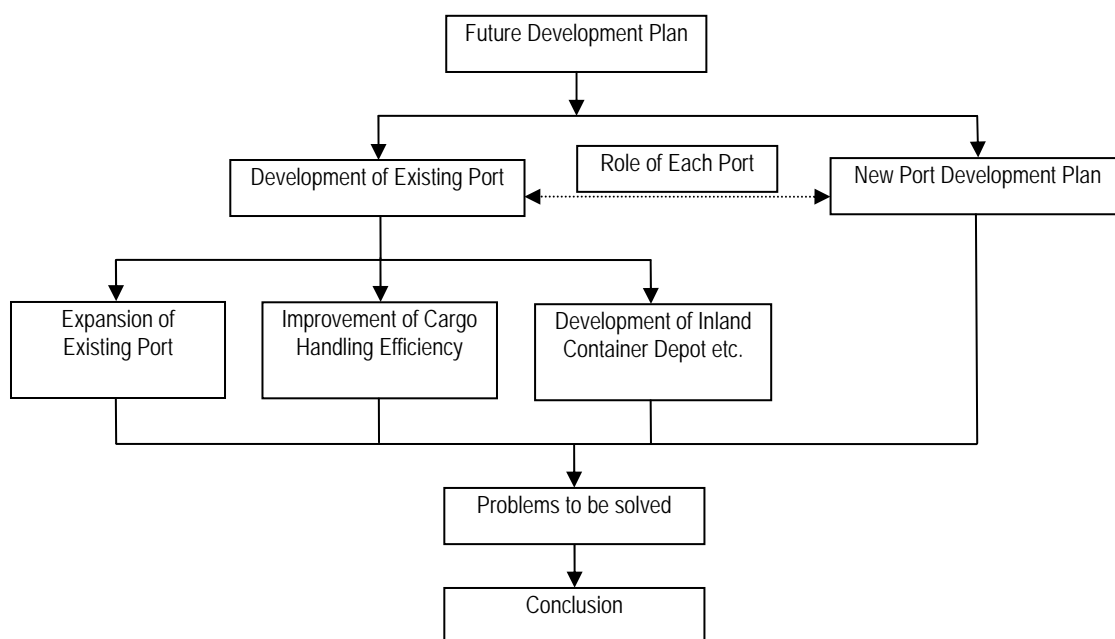 Future Development Plan
Role of Each Port
Development of Existing Port
New Port Development Plan
Expansion of
Existing Port
Improvement of Cargo
Handling Efficiency
Development of Inland
Container Depot etc.
Problems to be solved
Conclusion